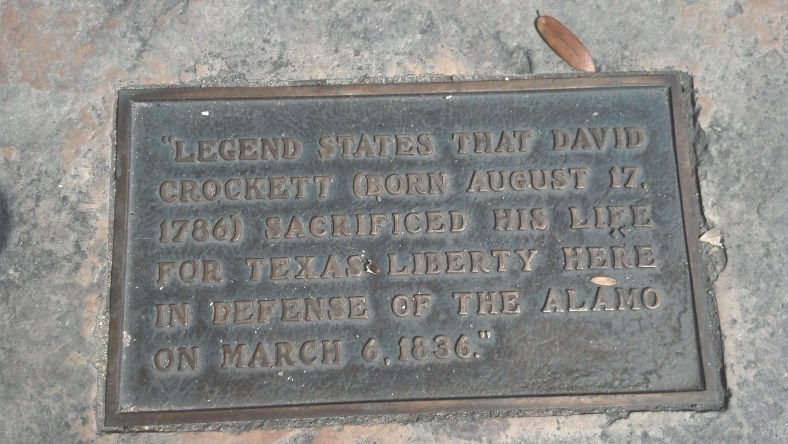 "LEGEND STATES THAT DAVID
CROCKETT (BORN AUGUST 17,
1786) SACRIFICED HIS LIFE
FOR TEXAS LIBERTY HERE
IN DEFENSE OF THE ALAMO
ON MARCH 6, 1836."